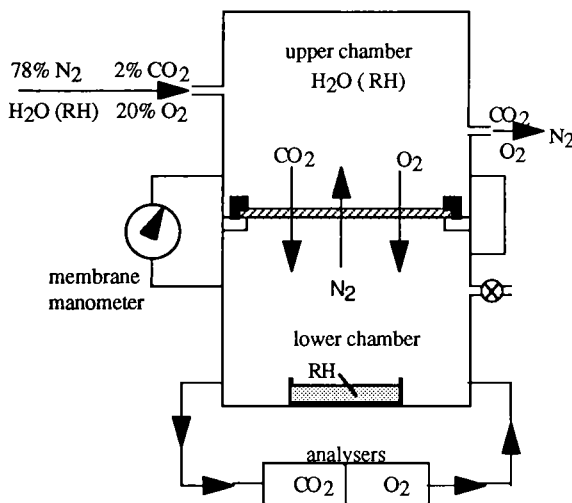 upper chamber
H₂O (RH)
78% N₂ 2% CO₂
H₂O (RH) 20% O₂
CO₂
O₂
N₂
CO₂
O₂
N₂
membrane
manometer
lower chamber
RH
analysers
CO₂ O₂